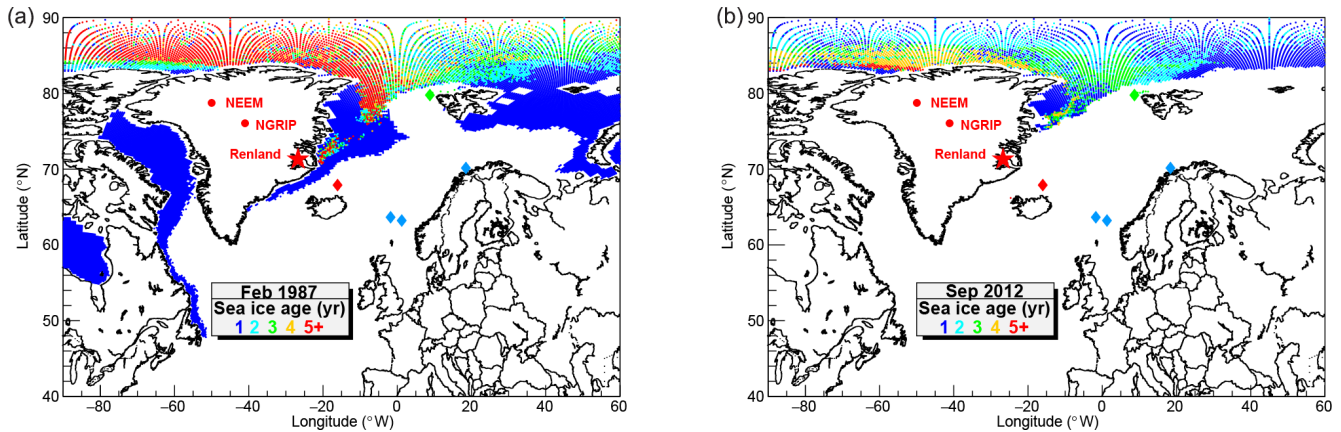 (a)
90
80
70
60
50
40
Latitude (°N)
NEEM
NGRIP
Renland
Feb 1987
Sea ice age (yr)
1 2 3 4 5+
−80 −60 −40 −20 0 20 40 60
Longitude (°W)
(b)
90
80
70
60
50
40
Latitude (°N)
NEEM
NGRIP
Renland
Sep 2012
Sea ice age (yr)
1 2 3 4 5+
−80 −60 −40 −20 0 20 40 60
Longitude (°W)